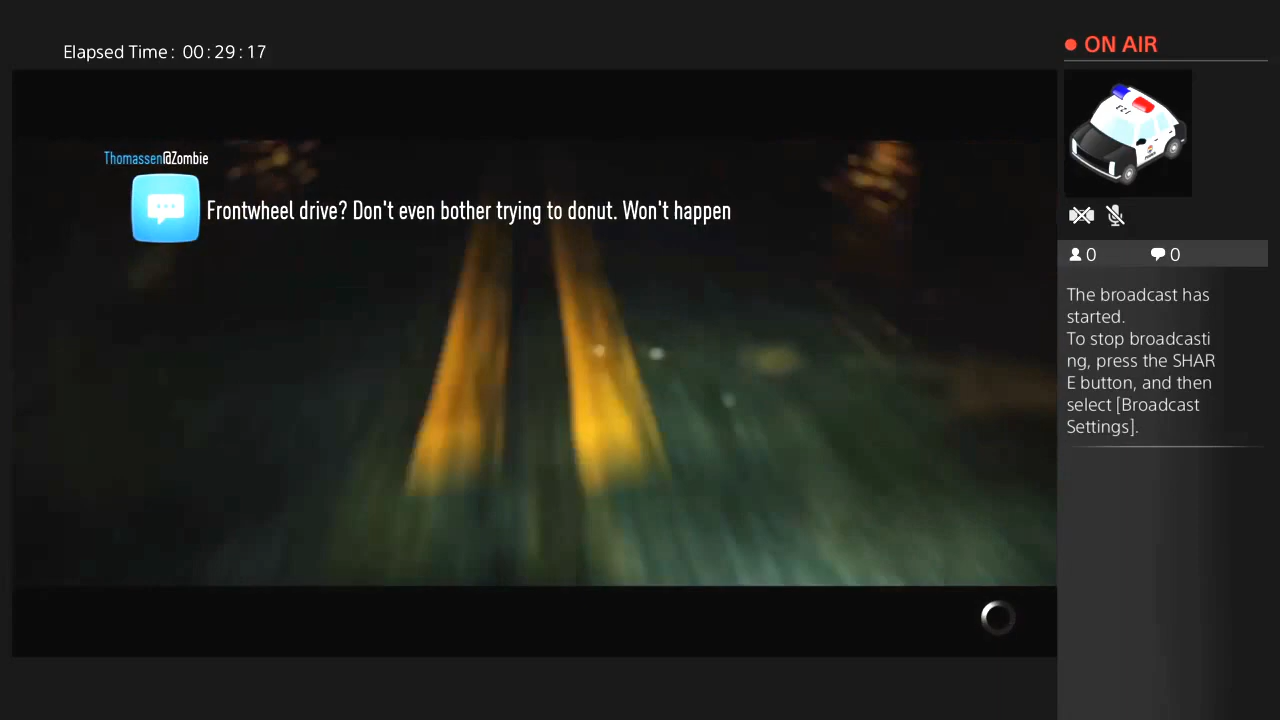 Elapsed Time: 00:29:17
ON AIR
Thomassen@Zombie
Frontwheel drive? Don't even bother trying to donut. Won't happen
0
0
The broadcast has
started.
To stop broadcasti
ng, press the SHAR
E button, and then
select [Broadcast
Settings].